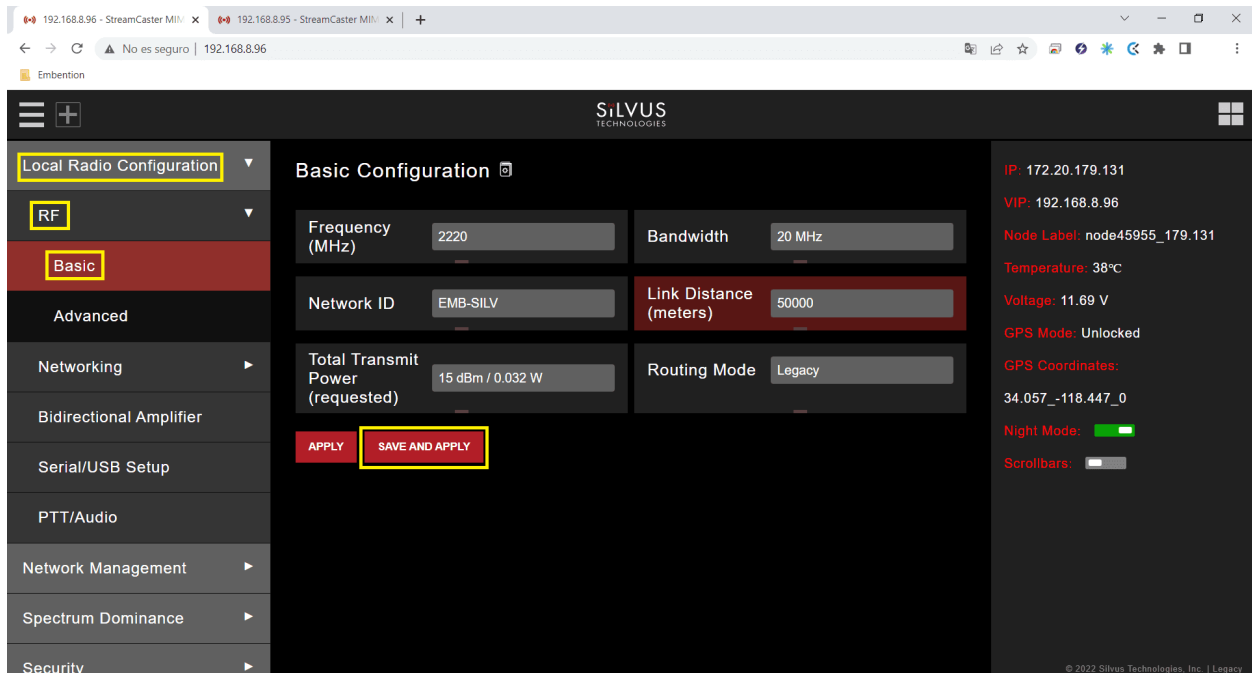 192.168.8.96 - StreamCaster MIM
192.168.8.95 - StreamCaster MIM
No es seguro | 192.168.8.96
Embention
SiLVUS
TECHNOLOGIES
Local Radio Configuration
RF
Basic
Advanced
Networking
Bidirectional Amplifier
Serial/USB Setup
PTT/Audio
Network Management
Spectrum Dominance
Security
Basic Configuration
Frequency
(MHz)
2220
Bandwidth
20 MHz
Network ID
EMB-SILV
Link Distance
(meters)
50000
Total Transmit
Power
(requested)
15 dBm / 0.032 W
Routing Mode
Legacy
APPLY
SAVE AND APPLY
IP: 172.20.179.131
VIP: 192.168.8.96
Node Label: node45955_179.131
Temperature: 38°C
Voltage: 11.69 V
GPS Mode: Unlocked
GPS Coordinates:
34.057_-118.447_0
Night Mode:
Scrollbars:
© 2022 Silvus Technologies, Inc. | Legacy